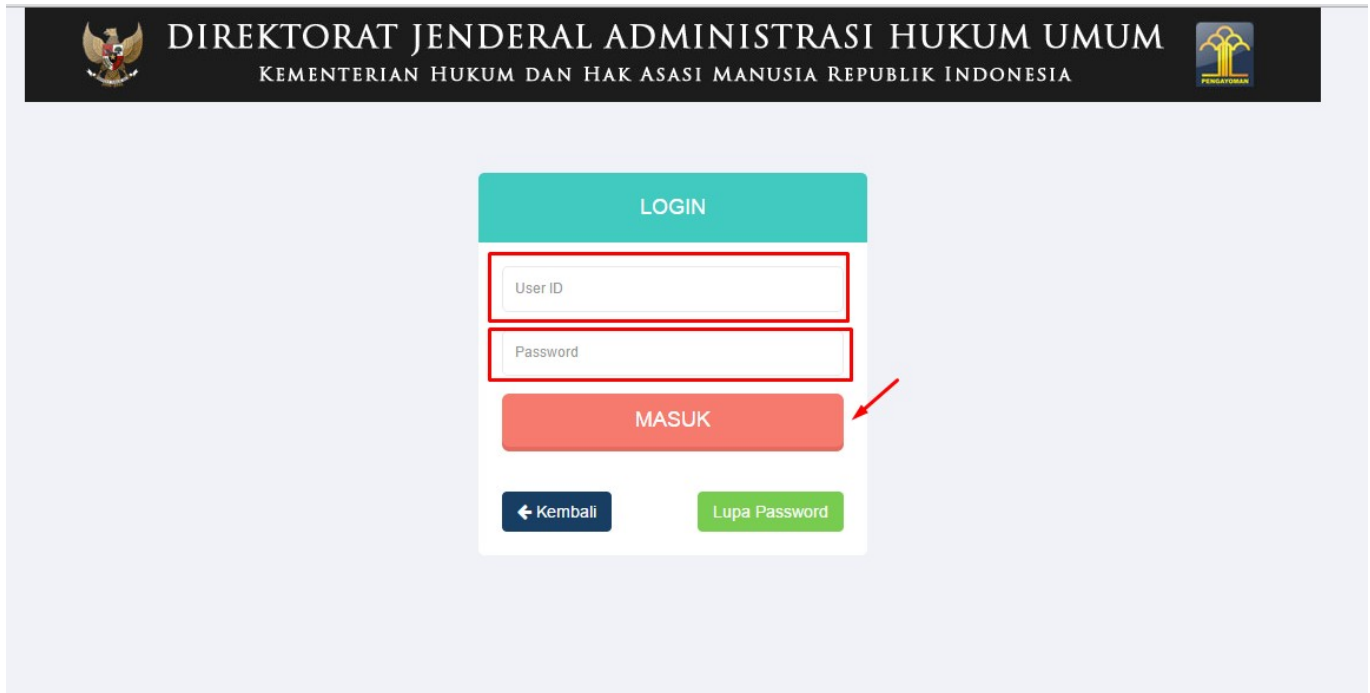 DIREKTORAT JENDERAL ADMINISTRASI HUKUM UMUM
KEMENTERIAN HUKUM DAN HAK ASASI MANUSIA REPUBLIK INDONESIA
PENGAYOMAN
LOGIN
User ID
Password
MASUK
Kembali
Lupa Password